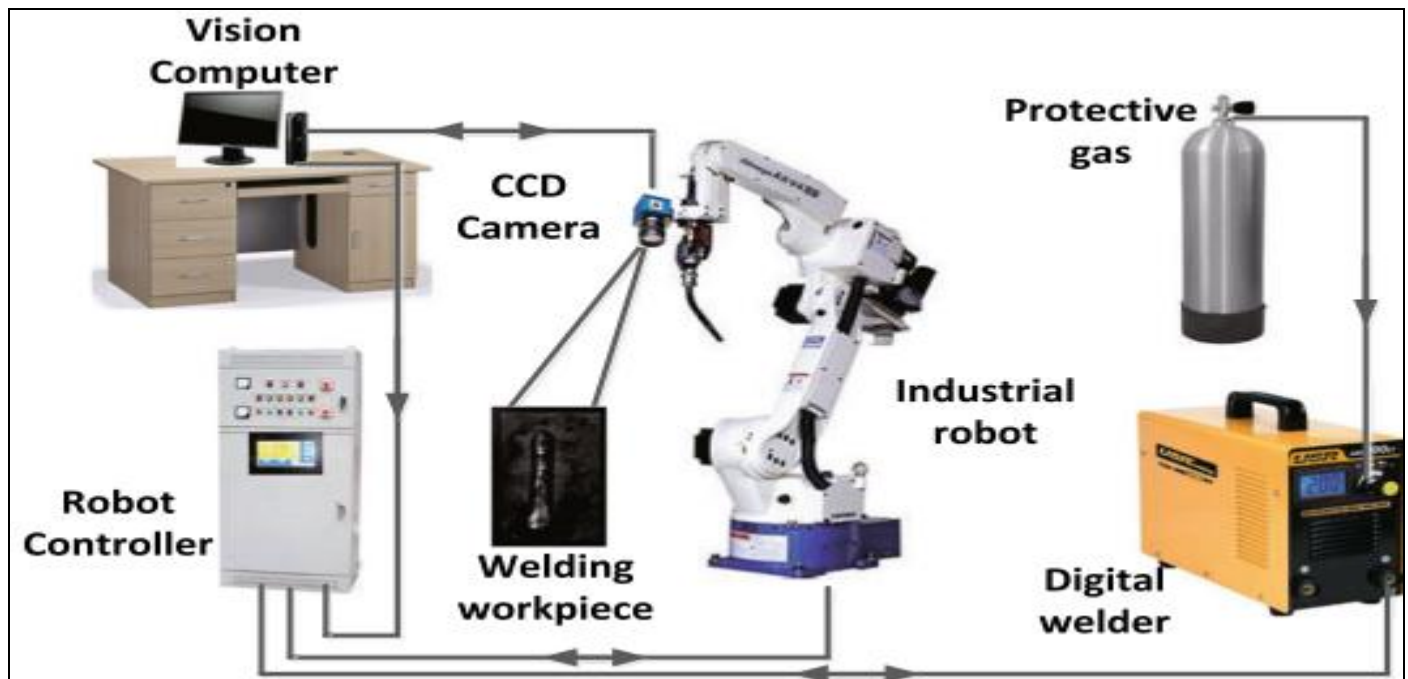 Vision
Computer
Protective
gas
CCD
Camera
Industrial
robot
Robot
Controller
Welding
workpiece
Digital
welder